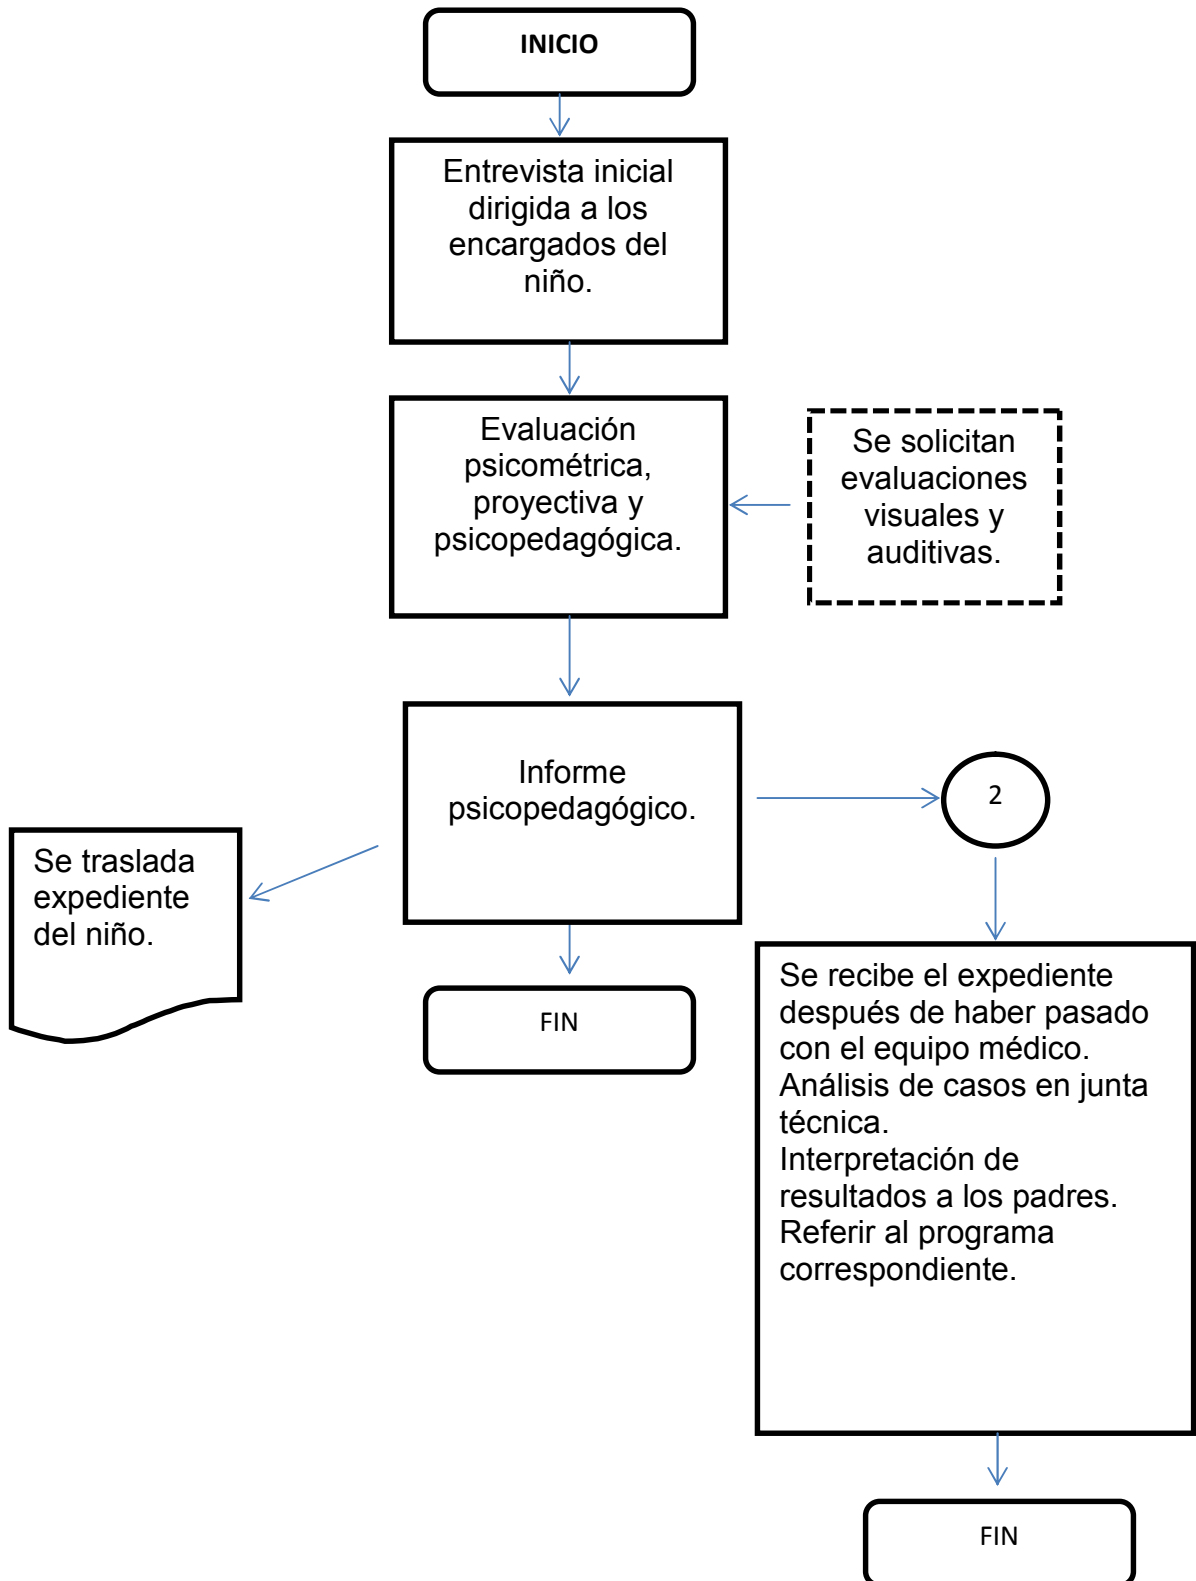 INICIO
Entrevista inicial
dirigida a los
encargados del
niño.
Evaluación
psicométrica,
proyectiva y
psicopedagógica.
Se solicitan
evaluaciones
visuales y
auditivas.
Informe
psicopedagógico.
2
Se traslada
expediente
del niño.
FIN
Se recibe el expediente
después de haber pasado
con el equipo médico.
Análisis de casos en junta
técnica.
Interpretación de
resultados a los padres.
Referir al programa
correspondiente.
FIN